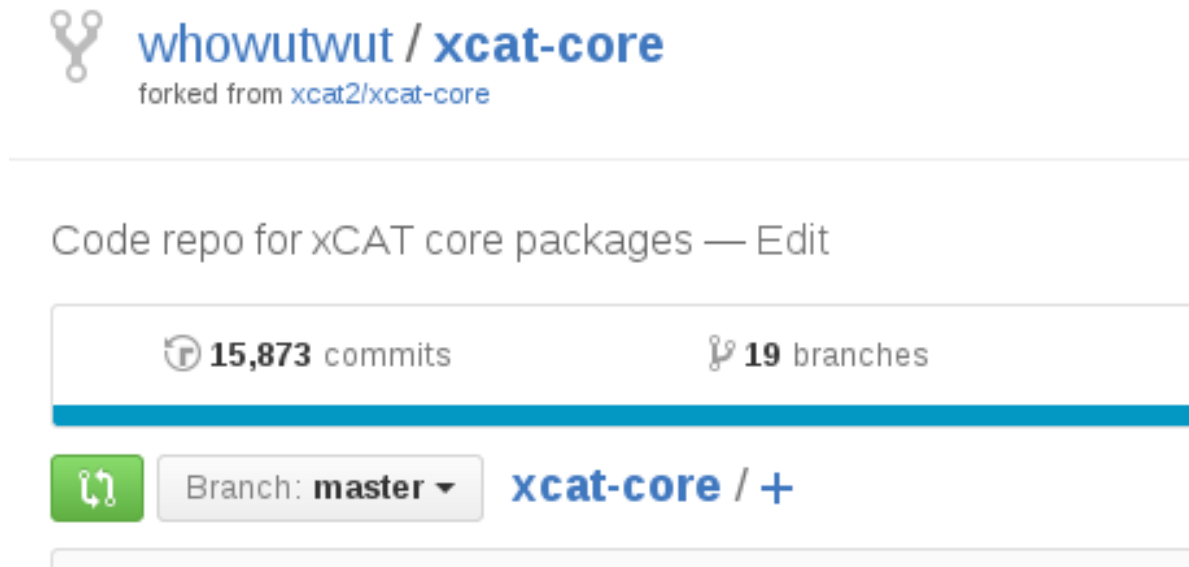 whowutwut / xcat-core
forked from xcat2/xcat-core
Code repo for xCAT core packages — Edit
15,873 commits 19 branches
Branch: master xcat-core / +